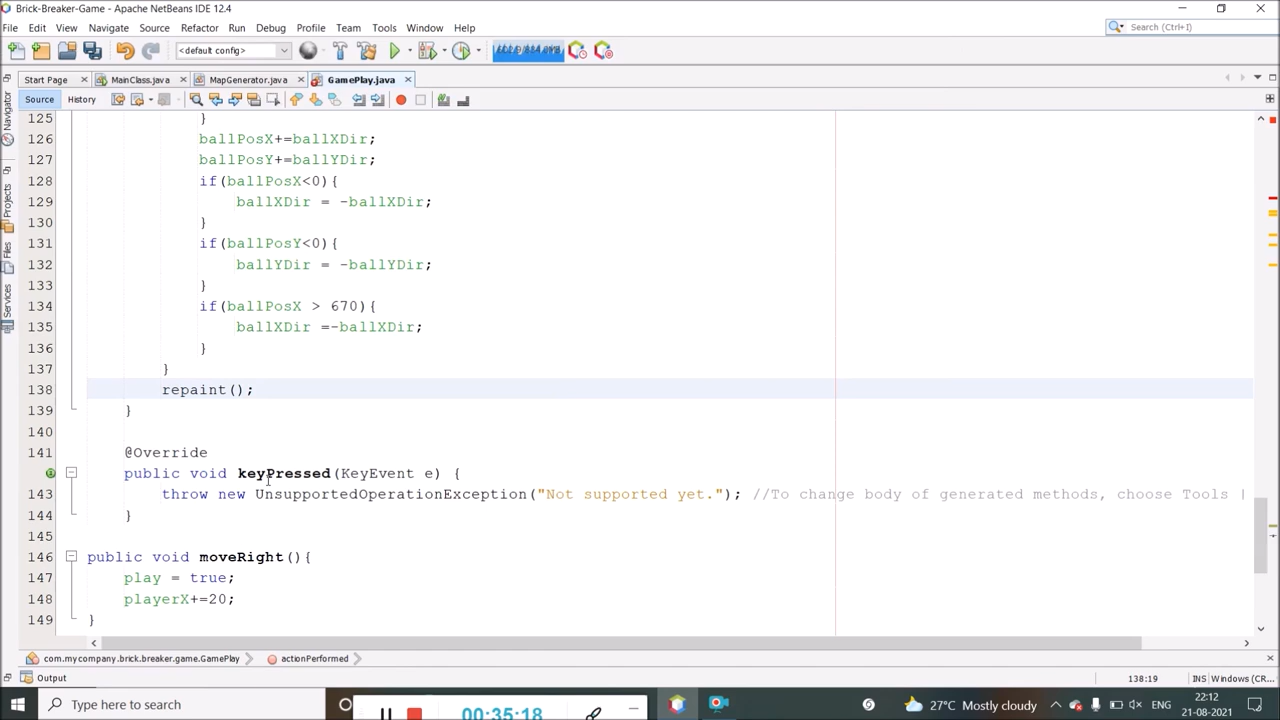 Brick-Breaker-Game - Apache NetBeans IDE 12.4
File Edit View Navigate Source Refactor Run Debug Profile Team Tools Window Help
Search (Ctrl+I)
<default config>
Start Page MainClass.java MapGenerator.java GamePlay.java
Source History
Navigator
Projects
Files
Services
125 }
126 ballPosX+=ballXDir;
127 ballPosY+=ballYDir;
128 if(ballPosX<0){
129 ballXDir = -ballXDir;
130 }
131 if(ballPosY<0){
132 ballYDir = -ballYDir;
133 }
134 if(ballPosX > 670){
135 ballXDir =-ballXDir;
136 }
137 }
138 repaint();
139 }
140
141 @Override
142 public void keyPressed(KeyEvent e) {
143 throw new UnsupportedOperationException("Not supported yet."); //To change body of generated methods, choose Tools |
144 }
145
146 public void moveRight(){
147 play = true;
148 playerX+=20;
149 }
com.mycompany.brick.breaker.game.GamePlay actionPerformed
Output
138:19 INS Windows (CR...
Type here to search
00:35:18
27°C Mostly cloudy
ENG
22:12
21-08-2021